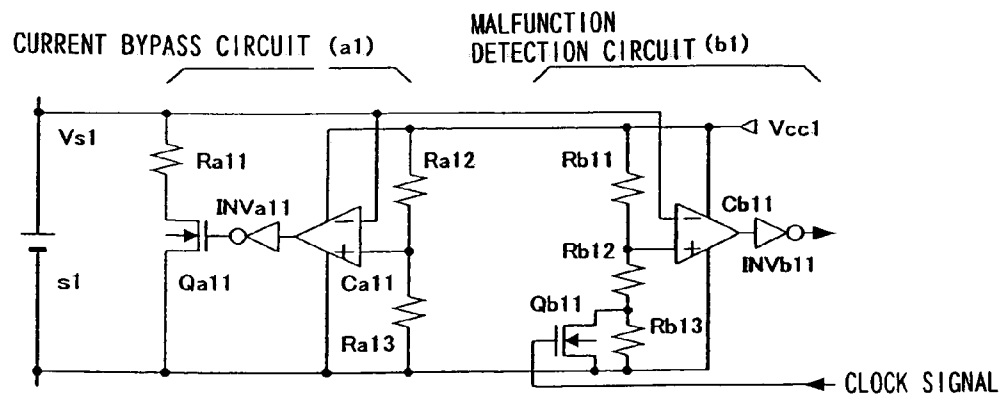 MALFUNCTION
CURRENT BYPASS CIRCUIT (a1)
DETECTION CIRCUIT (b1)
Vs1
Vcc1
Ra11
Ra12
Rb11
INVa11
Cb11
s1
Qa11
Ca11
Rb12
INVb11
Qb11
Ra13
Rb13
CLOCK SIGNAL